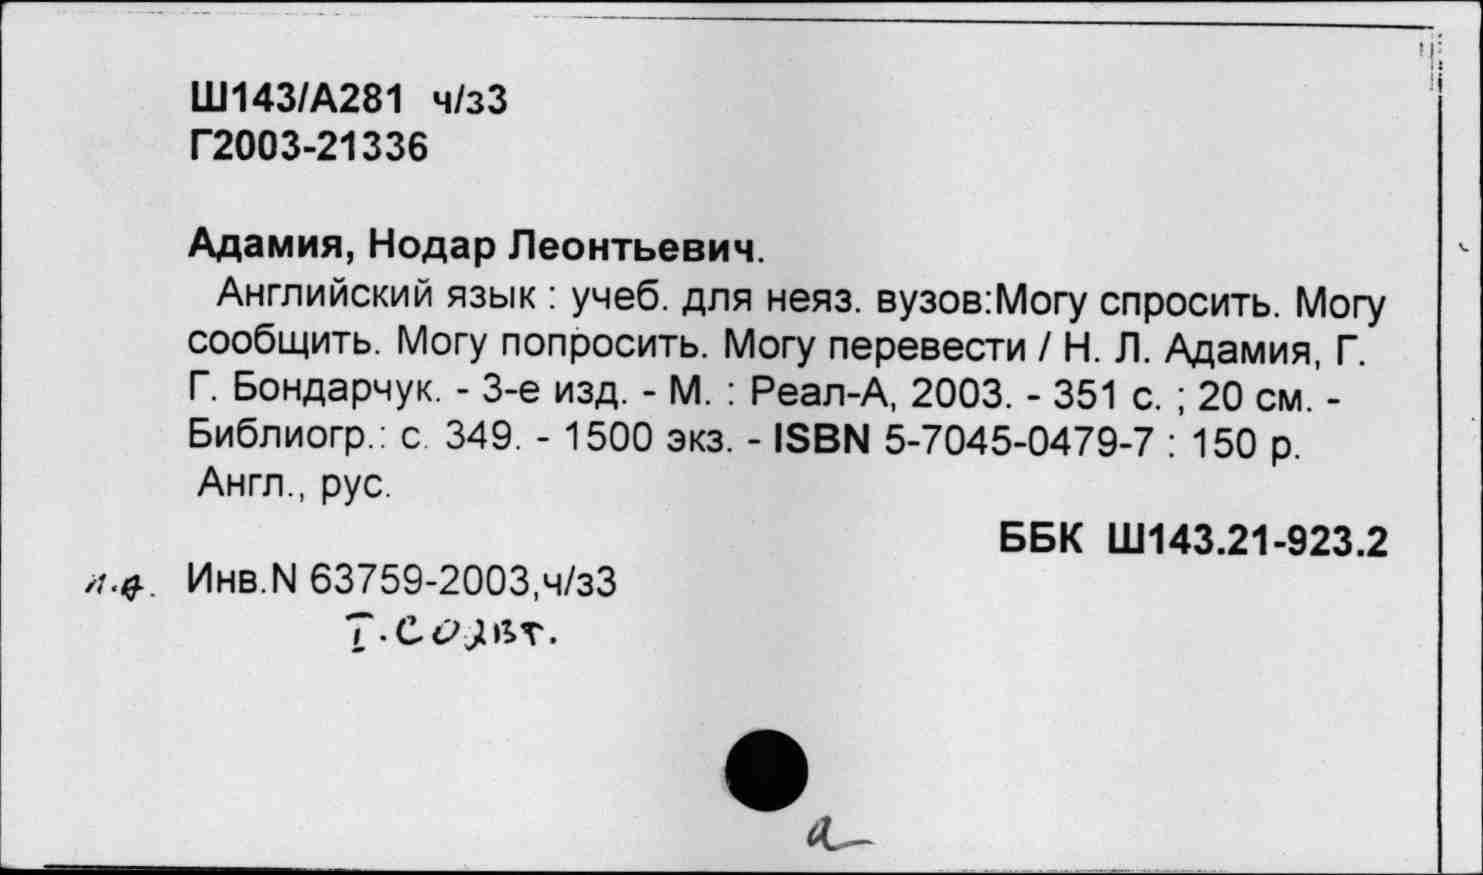 Ш143/А281 ч/з3
Г2003-21336
Адамия, Нодар Леонтьевич.
Английский язык : учеб. для неяз. вузов:Могу спросить. Могу
сообщить. Могу попросить. Могу перевести / Н. Л. Адамия, Г.
Г. Бондарчук. - 3-е изд. - М. : Реал-А, 2003. - 351 с. ; 20 см. -
Библиогр.: с. 349. - 1500 экз. - ISBN 5-7045-0479-7 : 150 р.
Англ., рус.
ББК Ш143.21-923.2
Инв.N 63759-2003,ч/з3
а